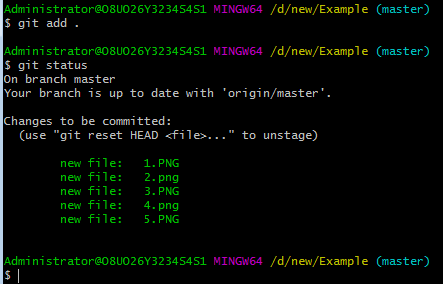 Administrator@O8UO26Y3234S4S1 MINGW64 /d/new/Example (master)
$ git add .
Administrator@O8UO26Y3234S4S1 MINGW64 /d/new/Example (master)
$ git status
On branch master
Your branch is up to date with 'origin/master'.
Changes to be committed:
  (use "git reset HEAD <file>..." to unstage)
        new file:   1.PNG
        new file:   2.png
        new file:   3.PNG
        new file:   4.png
        new file:   5.PNG
Administrator@O8UO26Y3234S4S1 MINGW64 /d/new/Example (master)
$